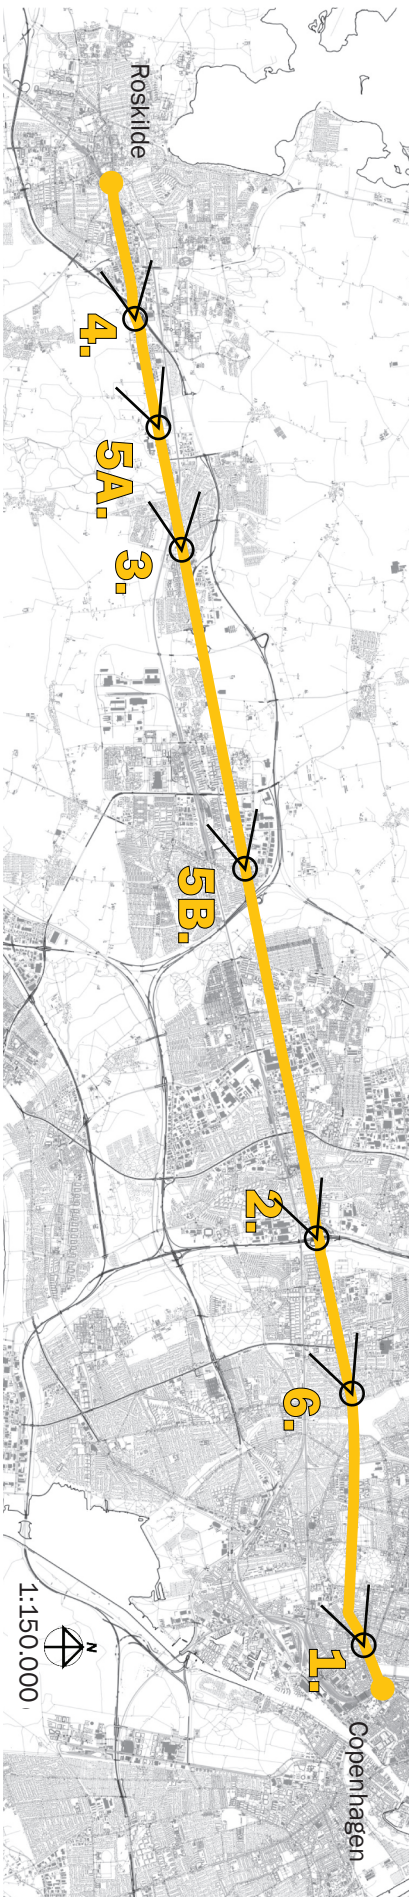 Roskilde
4.
5A.
3.
5B.
2.
6.
1.
Copenhagen
N
1:150.000